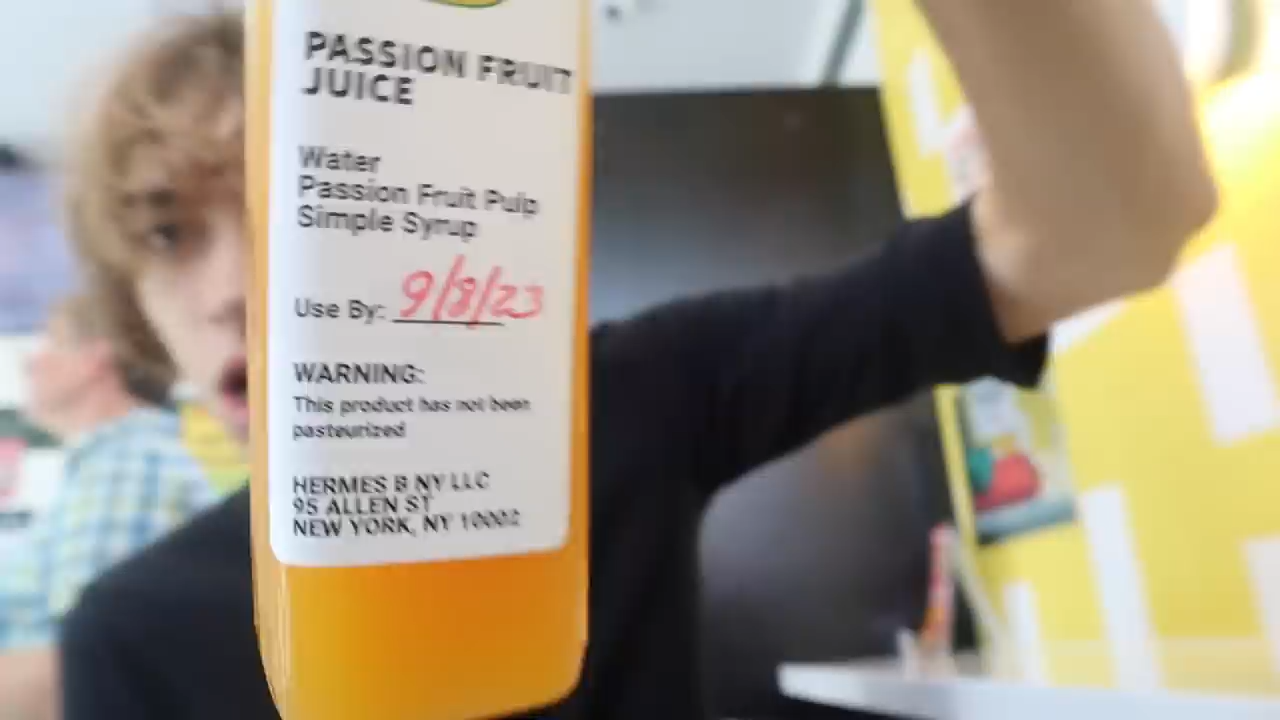 PASSION FRUIT
JUICE
Water
Passion Fruit Pulp
Simple Syrup
Use By: 9/8/23
WARNING:
This product has not been
pasteurized
HERMES B NY LLC
95 ALLEN ST
NEW YORK, NY 10002